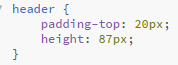 header {
    padding-top: 20px;
    height: 87px;
}